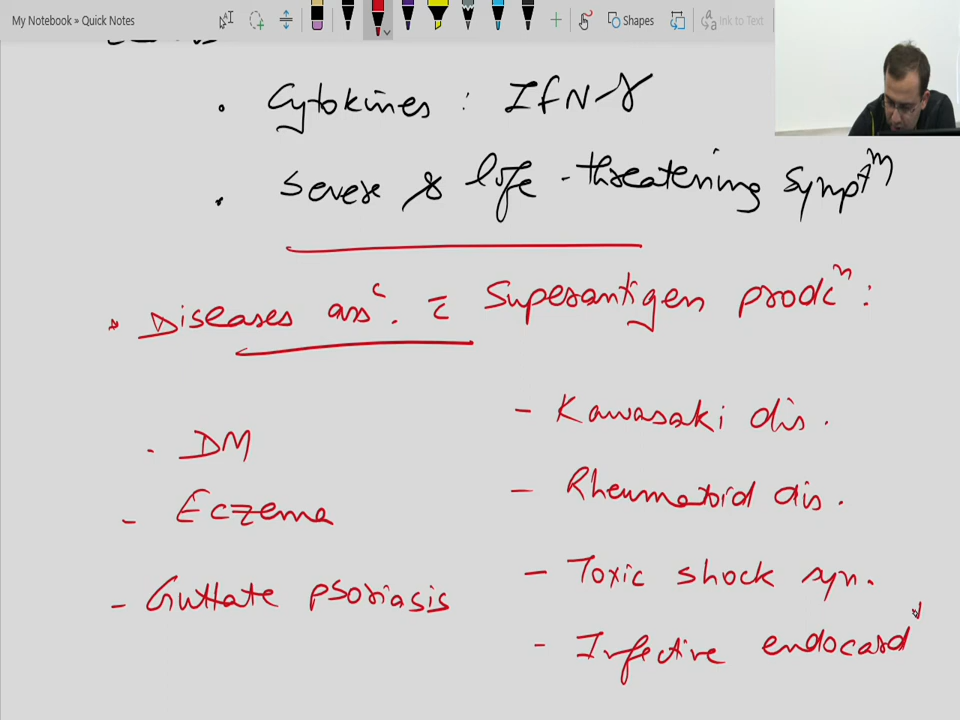 My Notebook » Quick Notes
Shapes
Ink to Text
• Cytokines : IFN-γ
• Severe & life-threatening sympᵗᵐ
• Diseases assᶜ. c̄ Superantigen prodcⁿ :
- DM
- Eczema
- Guttate psoriasis
- Kawasaki dis.
- Rheumatoid dis.
- Toxic shock syn.
- Infective endocard